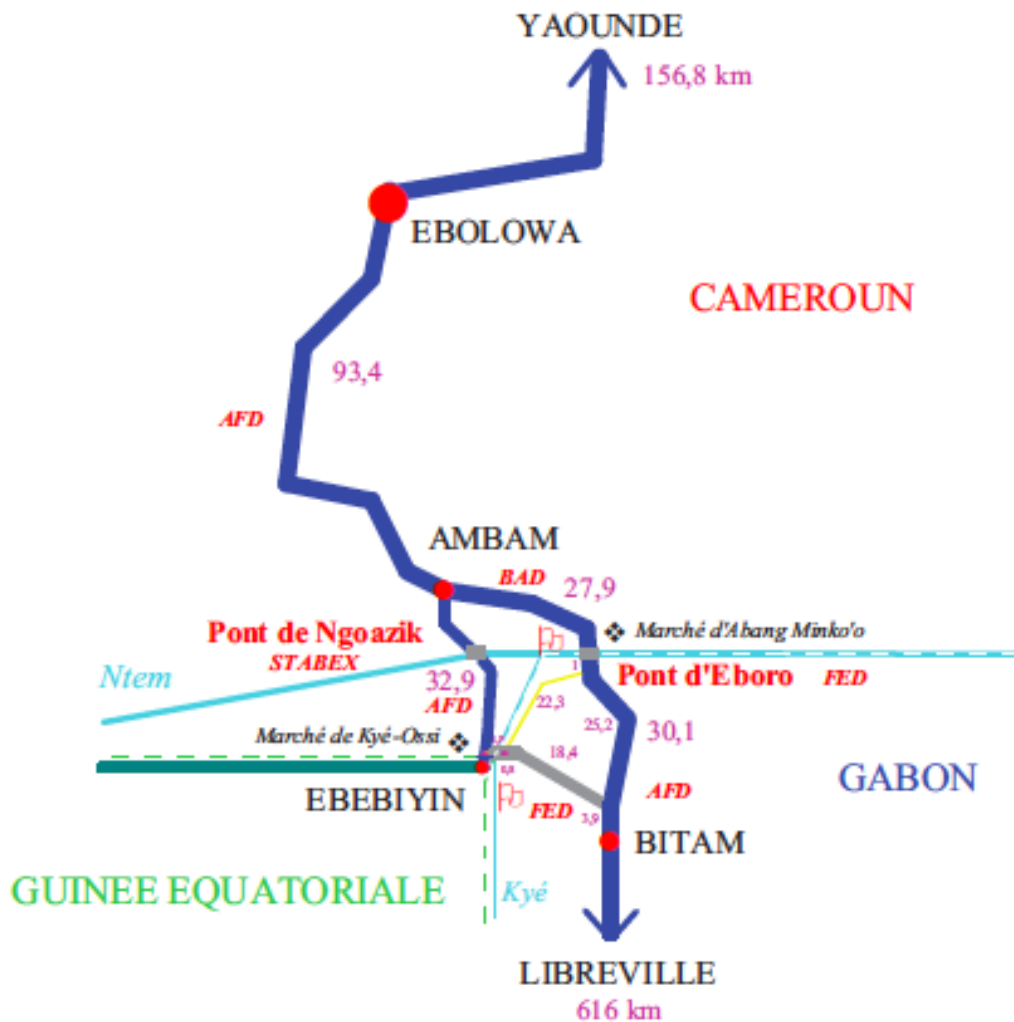 YAOUNDE
156,8 km
EBOLOWA
CAMEROUN
93,4
AFD
AMBAM
BAD
27,9
Pont de Ngoazik
Marché d'Abang Minko'o
STABEX
Ntem
32,9
1
Pont d'Eboro
FED
AFD
22,3
25,2
30,1
Marché de Kyé-Ossi
18,4
GABON
EBEBIYIN
FED
3,9
AFD
BITAM
GUINEE EQUATORIALE
Kyé
LIBREVILLE
616 km